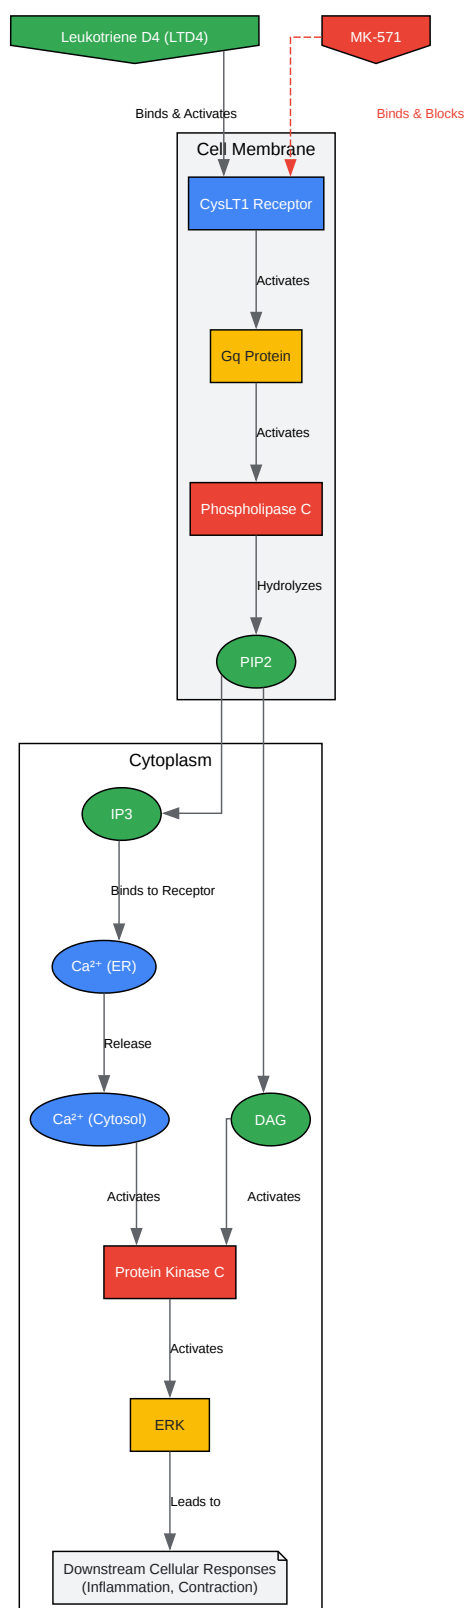 Leukotriene D4 (LTD4)
MK-571
Binds & Activates
Binds & Blocks
Cell Membrane
CysLT1 Receptor
Activates
Gq Protein
Activates
Phospholipase C
Hydrolyzes
PIP2
Cytoplasm
IP3
Binds to Receptor
Ca²⁺ (ER)
Release
Ca²⁺ (Cytosol)
DAG
Activates
Activates
Protein Kinase C
Activates
ERK
Leads to
Downstream Cellular Responses
(Inflammation, Contraction)